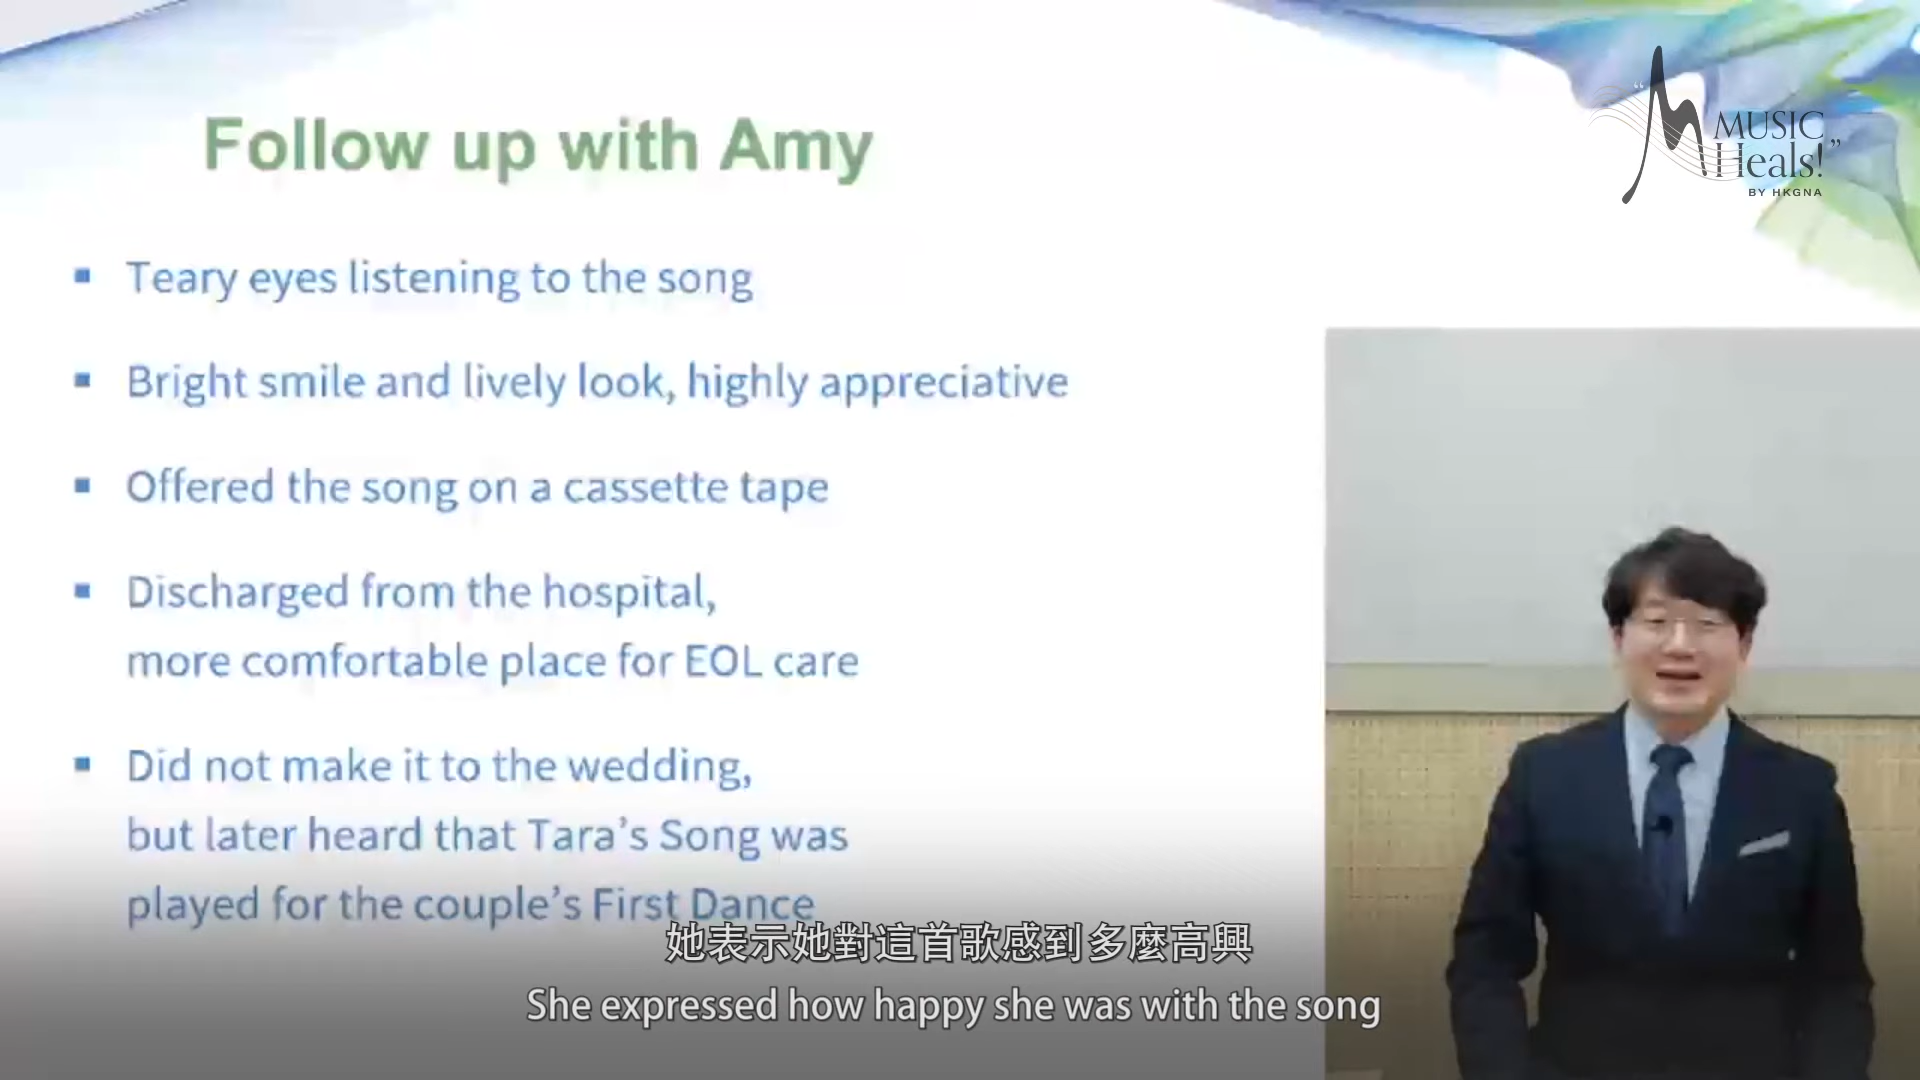 Follow up with Amy
“MUSIC
Heals!”
BY HKGNA
▪ Teary eyes listening to the song
▪ Bright smile and lively look, highly appreciative
▪ Offered the song on a cassette tape
▪ Discharged from the hospital,
more comfortable place for EOL care
▪ Did not make it to the wedding,
but later heard that Tara’s Song was
played for the couple’s First Dance
她表示她對這首歌感到多麼高興
She expressed how happy she was with the song